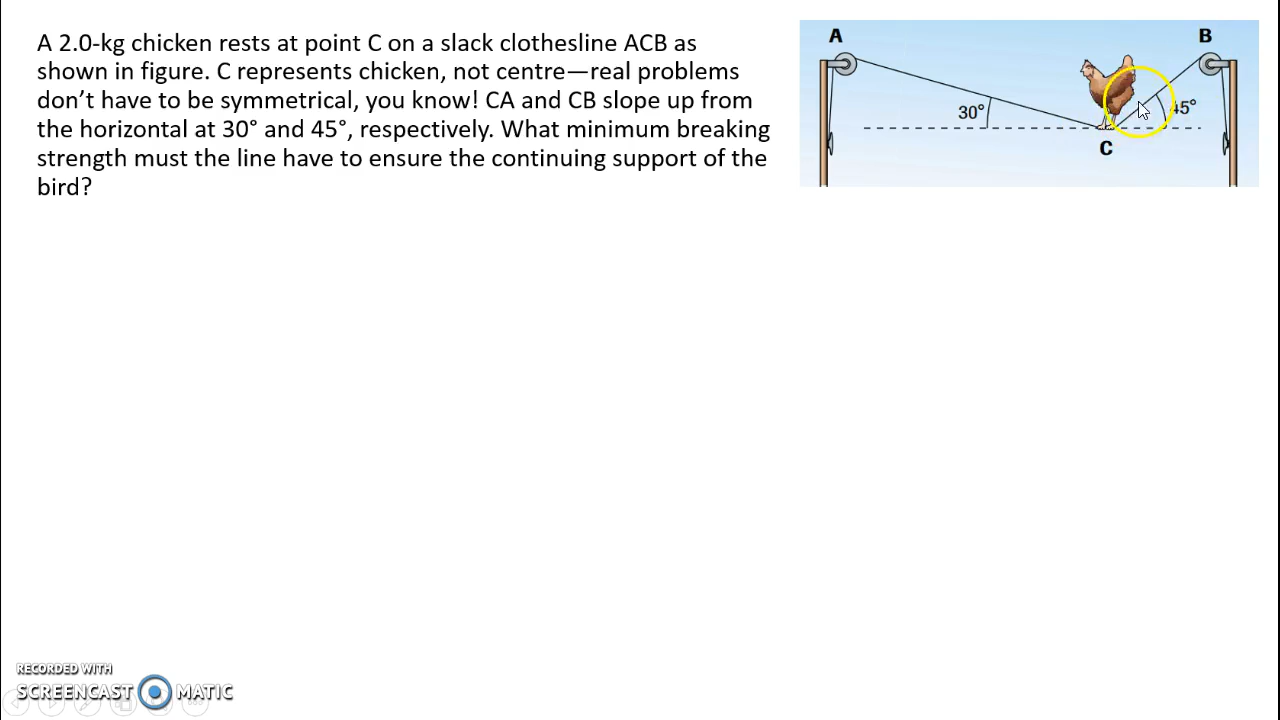 A 2.0-kg chicken rests at point C on a slack clothesline ACB as
shown in figure. C represents chicken, not centre—real problems
don’t have to be symmetrical, you know! CA and CB slope up from
the horizontal at 30° and 45°, respectively. What minimum breaking
strength must the line have to ensure the continuing support of the
bird?
A
B
30°
45°
C
RECORDED WITH
SCREENCAST MATIC